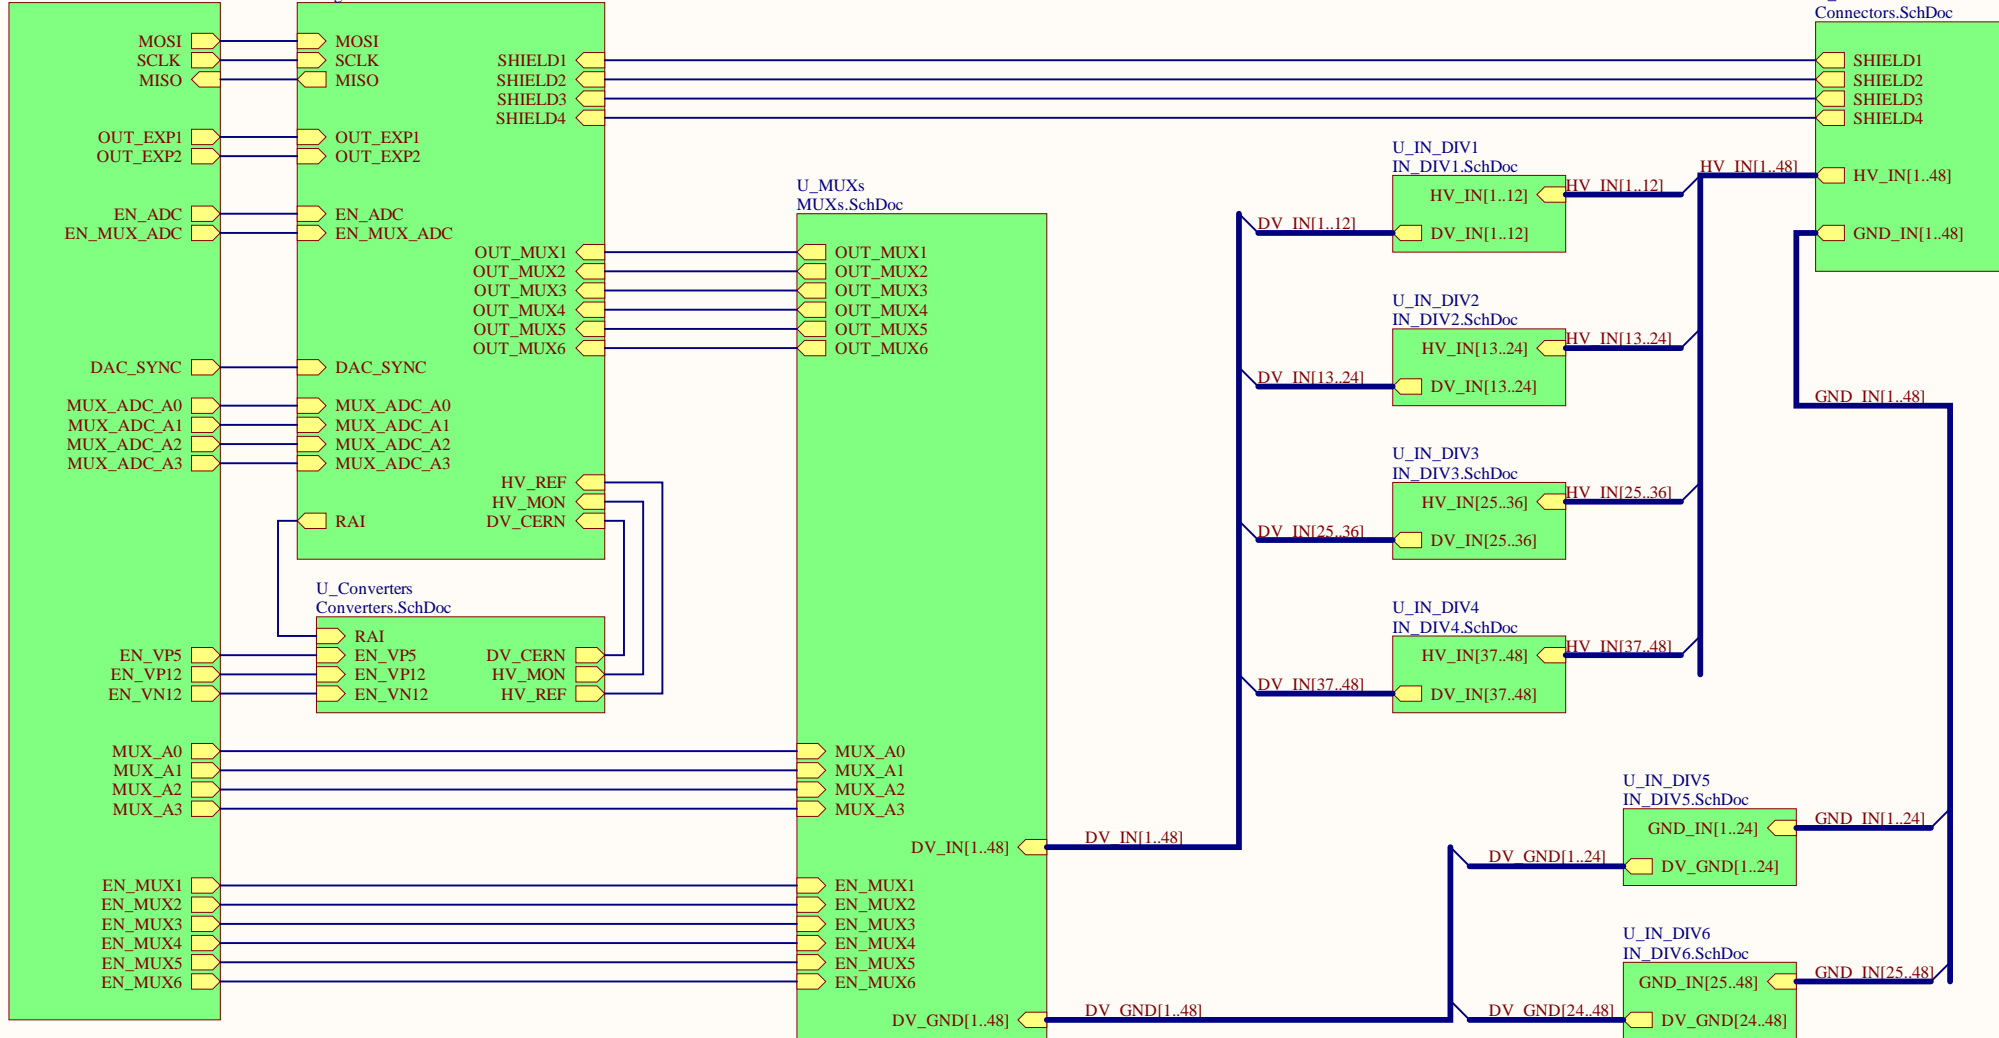 MOSI
SCLK
MISO
OUT_EXP1
OUT_EXP2
EN_ADC
EN_MUX_ADC
DAC_SYNC
MUX_ADC_A0
MUX_ADC_A1
MUX_ADC_A2
MUX_ADC_A3
EN_VP5
EN_VP12
EN_VN12
MUX_A0
MUX_A1
MUX_A2
MUX_A3
EN_MUX1
EN_MUX2
EN_MUX3
EN_MUX4
EN_MUX5
EN_MUX6
MOSI
SCLK
MISO
OUT_EXP1
OUT_EXP2
EN_ADC
EN_MUX_ADC
DAC_SYNC
MUX_ADC_A0
MUX_ADC_A1
MUX_ADC_A2
MUX_ADC_A3
RAI
SHIELD1
SHIELD2
SHIELD3
SHIELD4
OUT_MUX1
OUT_MUX2
OUT_MUX3
OUT_MUX4
OUT_MUX5
OUT_MUX6
HV_REF
HV_MON
DV_CERN
U_Converters
Converters.SchDoc
RAI
EN_VP5
EN_VP12
EN_VN12
DV_CERN
HV_MON
HV_REF
U_MUXs
MUXs.SchDoc
OUT_MUX1
OUT_MUX2
OUT_MUX3
OUT_MUX4
OUT_MUX5
OUT_MUX6
MUX_A0
MUX_A1
MUX_A2
MUX_A3
DV_IN[1..48]
EN_MUX1
EN_MUX2
EN_MUX3
EN_MUX4
EN_MUX5
EN_MUX6
DV_GND[1..48]
DV_IN[1..48]
DV_GND[1..48]
DV_IN[1..12]
DV_IN[13..24]
DV_IN[25..36]
DV_IN[37..48]
U_IN_DIV1
IN_DIV1.SchDoc
HV_IN[1..12]
DV_IN[1..12]
HV_IN[1..12]
U_IN_DIV2
IN_DIV2.SchDoc
HV_IN[13..24]
DV_IN[13..24]
HV_IN[13..24]
U_IN_DIV3
IN_DIV3.SchDoc
HV_IN[25..36]
DV_IN[25..36]
HV_IN[25..36]
U_IN_DIV4
IN_DIV4.SchDoc
HV_IN[37..48]
DV_IN[37..48]
HV_IN[37..48]
HV_IN[1..48]
Connectors.SchDoc
SHIELD1
SHIELD2
SHIELD3
SHIELD4
HV_IN[1..48]
GND_IN[1..48]
GND_IN[1..48]
U_IN_DIV5
IN_DIV5.SchDoc
GND_IN[1..24]
DV_GND[1..24]
GND_IN[1..24]
DV_GND[1..24]
U_IN_DIV6
IN_DIV6.SchDoc
GND_IN[25..48]
DV_GND[24..48]
GND_IN[25..48]
DV_GND[24..48]